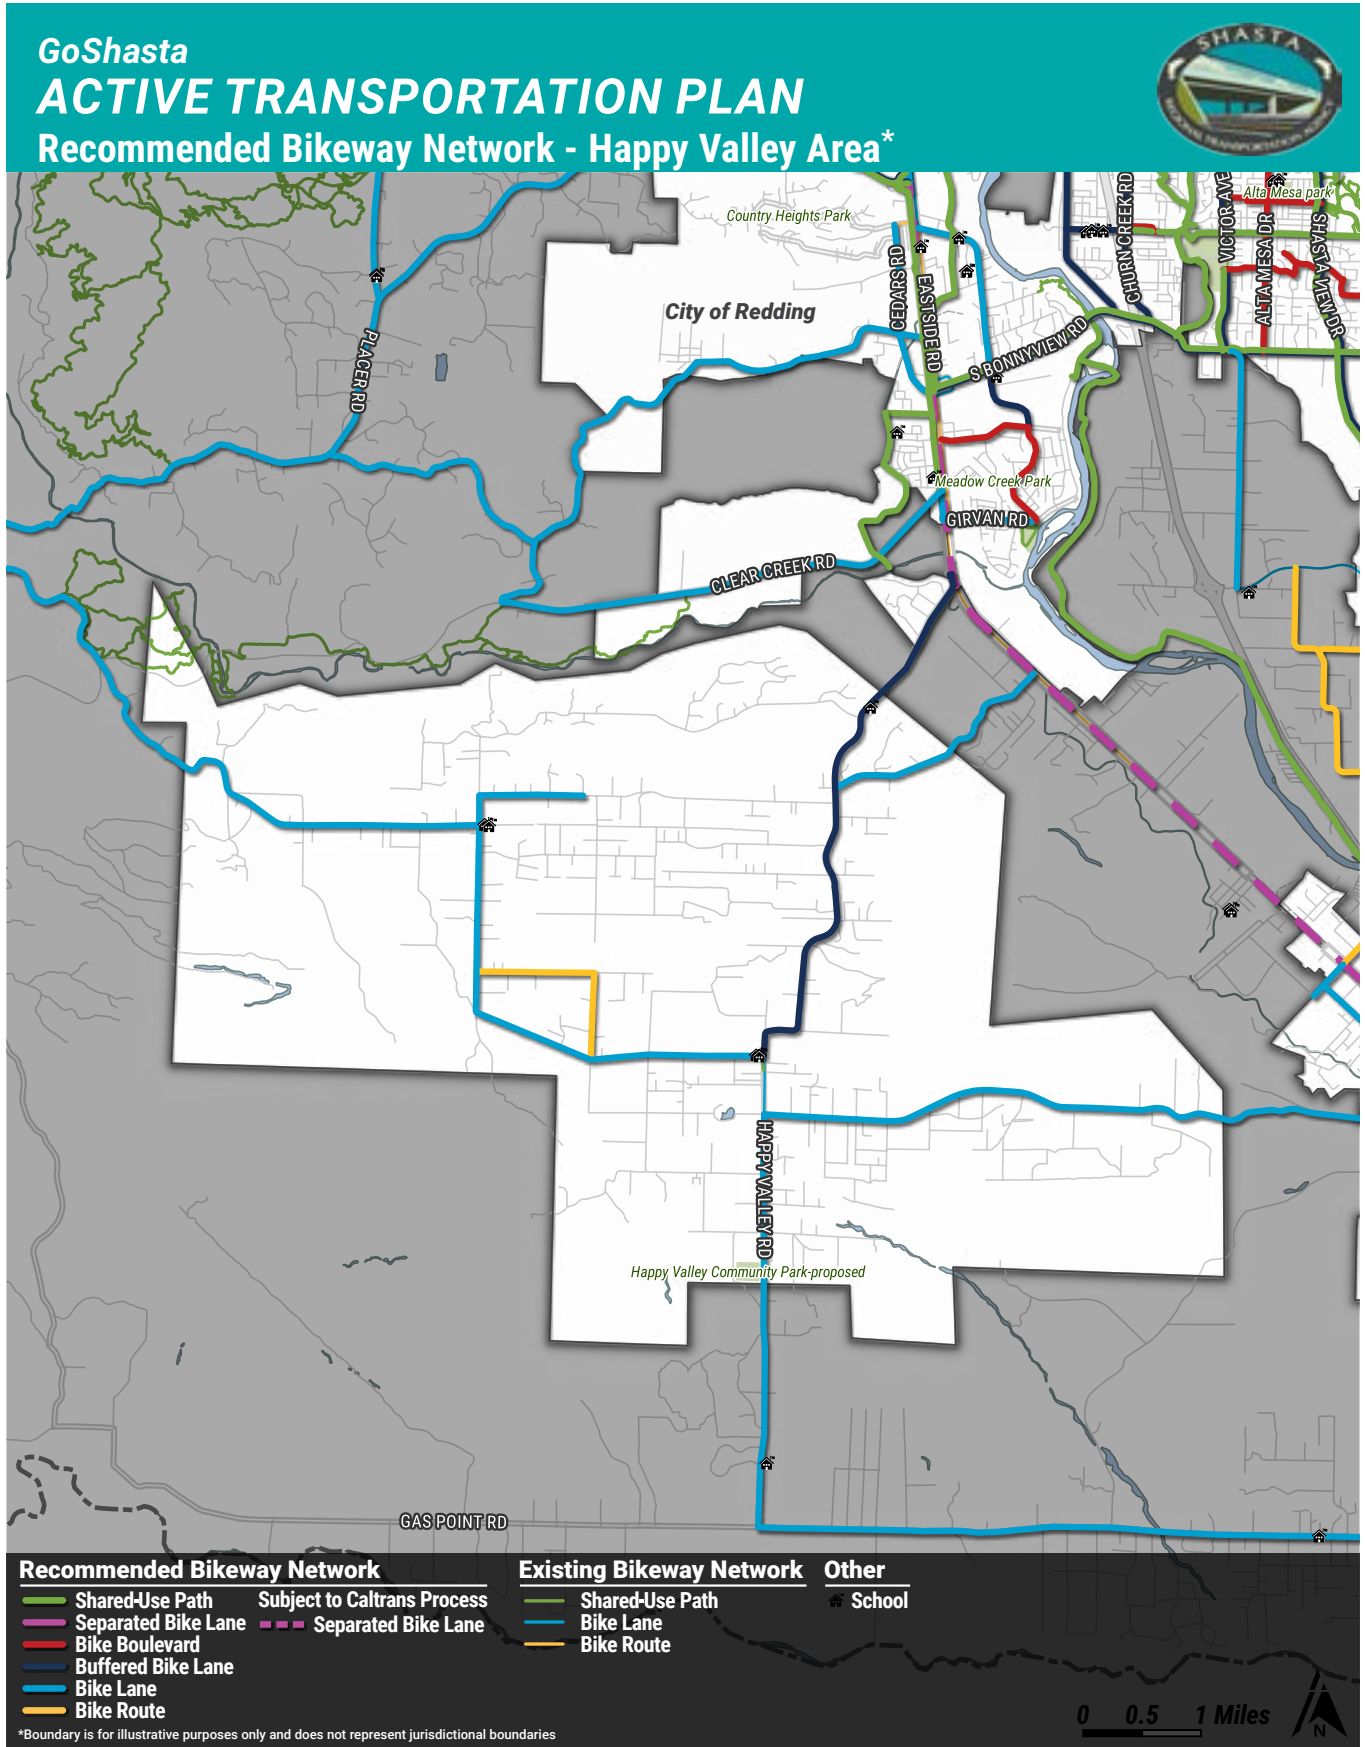 GoShasta
ACTIVE TRANSPORTATION PLAN
Recommended Bikeway Network - Happy Valley Area*
SHASTA
REGIONAL TRANSPORTATION AGENCY
Country Heights Park
Alta Mesa park
City of Redding
CEDARS RD
EASTSIDE RD
CHURN CREEK RD
VICTOR AVE
ALTA MESA DR
SHASTA VIEW DR
PLACER RD
S BONNYVIEW RD
Meadow Creek Park
GIRVAN RD
CLEAR CREEK RD
HAPPY VALLEY RD
Happy Valley Community Park-proposed
GAS POINT RD
Recommended Bikeway Network
Shared-Use Path
Separated Bike Lane
Bike Boulevard
Buffered Bike Lane
Bike Lane
Bike Route
Subject to Caltrans Process
Separated Bike Lane
Existing Bikeway Network
Shared-Use Path
Bike Lane
Bike Route
Other
School
0 0.5 1 Miles
N
*Boundary is for illustrative purposes only and does not represent jurisdictional boundaries